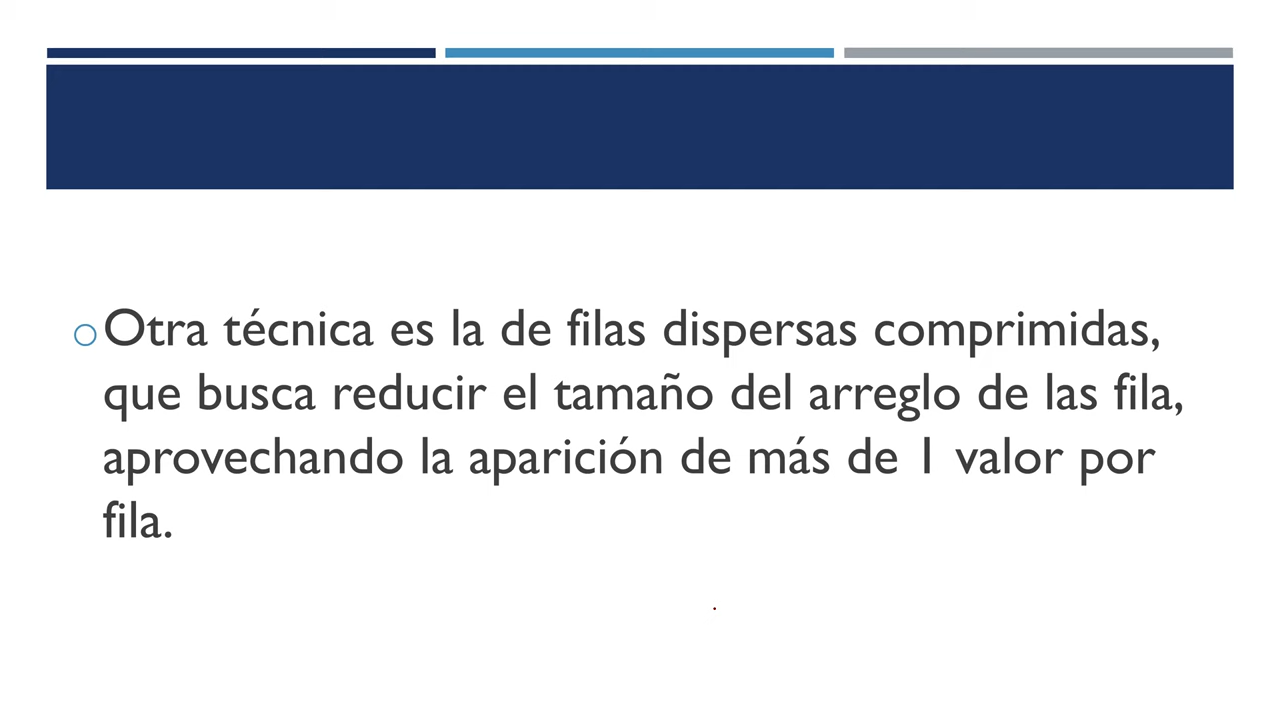 Otra técnica es la de filas dispersas comprimidas,
que busca reducir el tamaño del arreglo de las fila,
aprovechando la aparición de más de 1 valor por
fila.
.